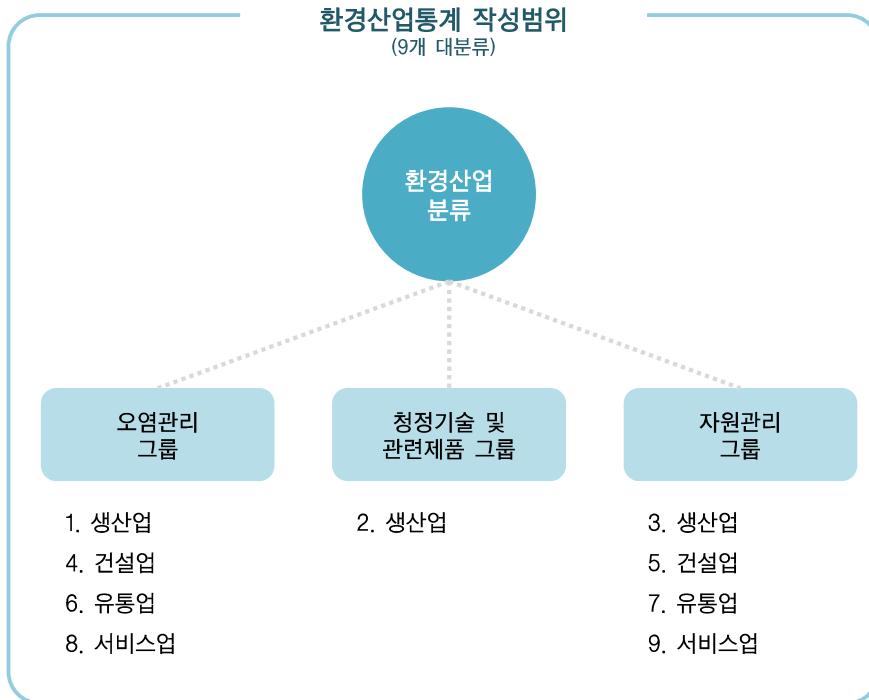 환경산업통계 작성범위
(9개 대분류)
환경산업
분류
오염관리
그룹
청정기술 및
관련제품 그룹
자원관리
그룹
1. 생산업
4. 건설업
6. 유통업
8. 서비스업
2. 생산업
3. 생산업
5. 건설업
7. 유통업
9. 서비스업